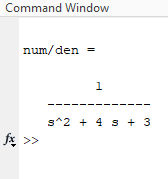 Command Window
num/den =
1
-------------
s^2 + 4 s + 3
fx >>